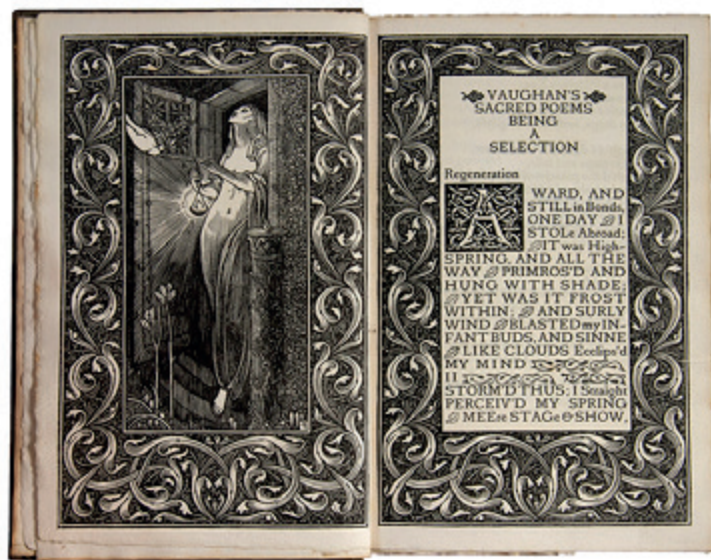 VAUGHAN'S
SACRED POEMS
BEING
A
SELECTION
Regeneration
AWARD, AND
STILL in Bonds,
ONE DAY I
STOLe Abroad;
IT was High-
SPRING, AND ALL THE
WAY PRIMROS'D AND
HUNG WITH SHADE;
YET WAS IT FROST
WITHIN; AND SURLY
WIND BLASTED my IN-
FANT BUDS, AND SINNE
LIKE CLOUDS Ecclips'd
MY MIND
II
STORM'D THUS; I Straight
PERCEIV'D MY SPRING
MEEre STAGe & SHOW,